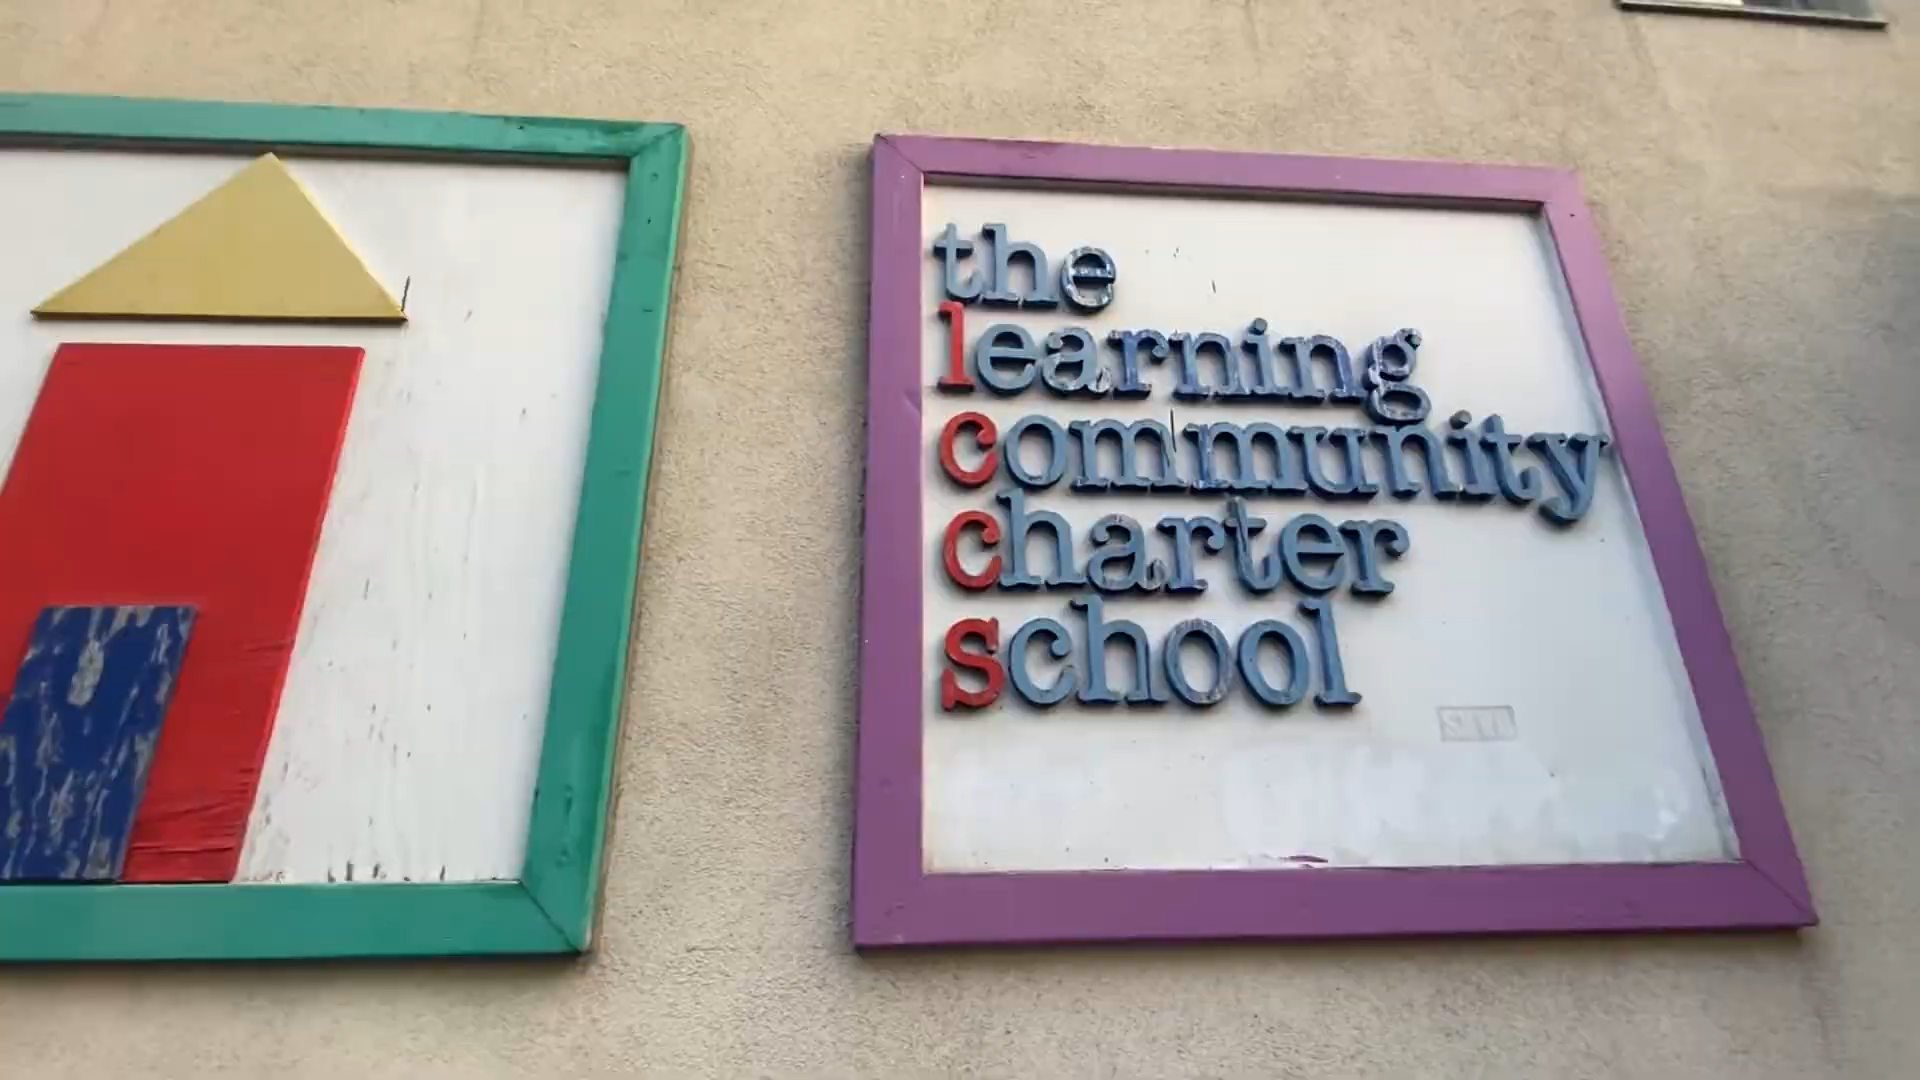 the
learning
community
charter
school